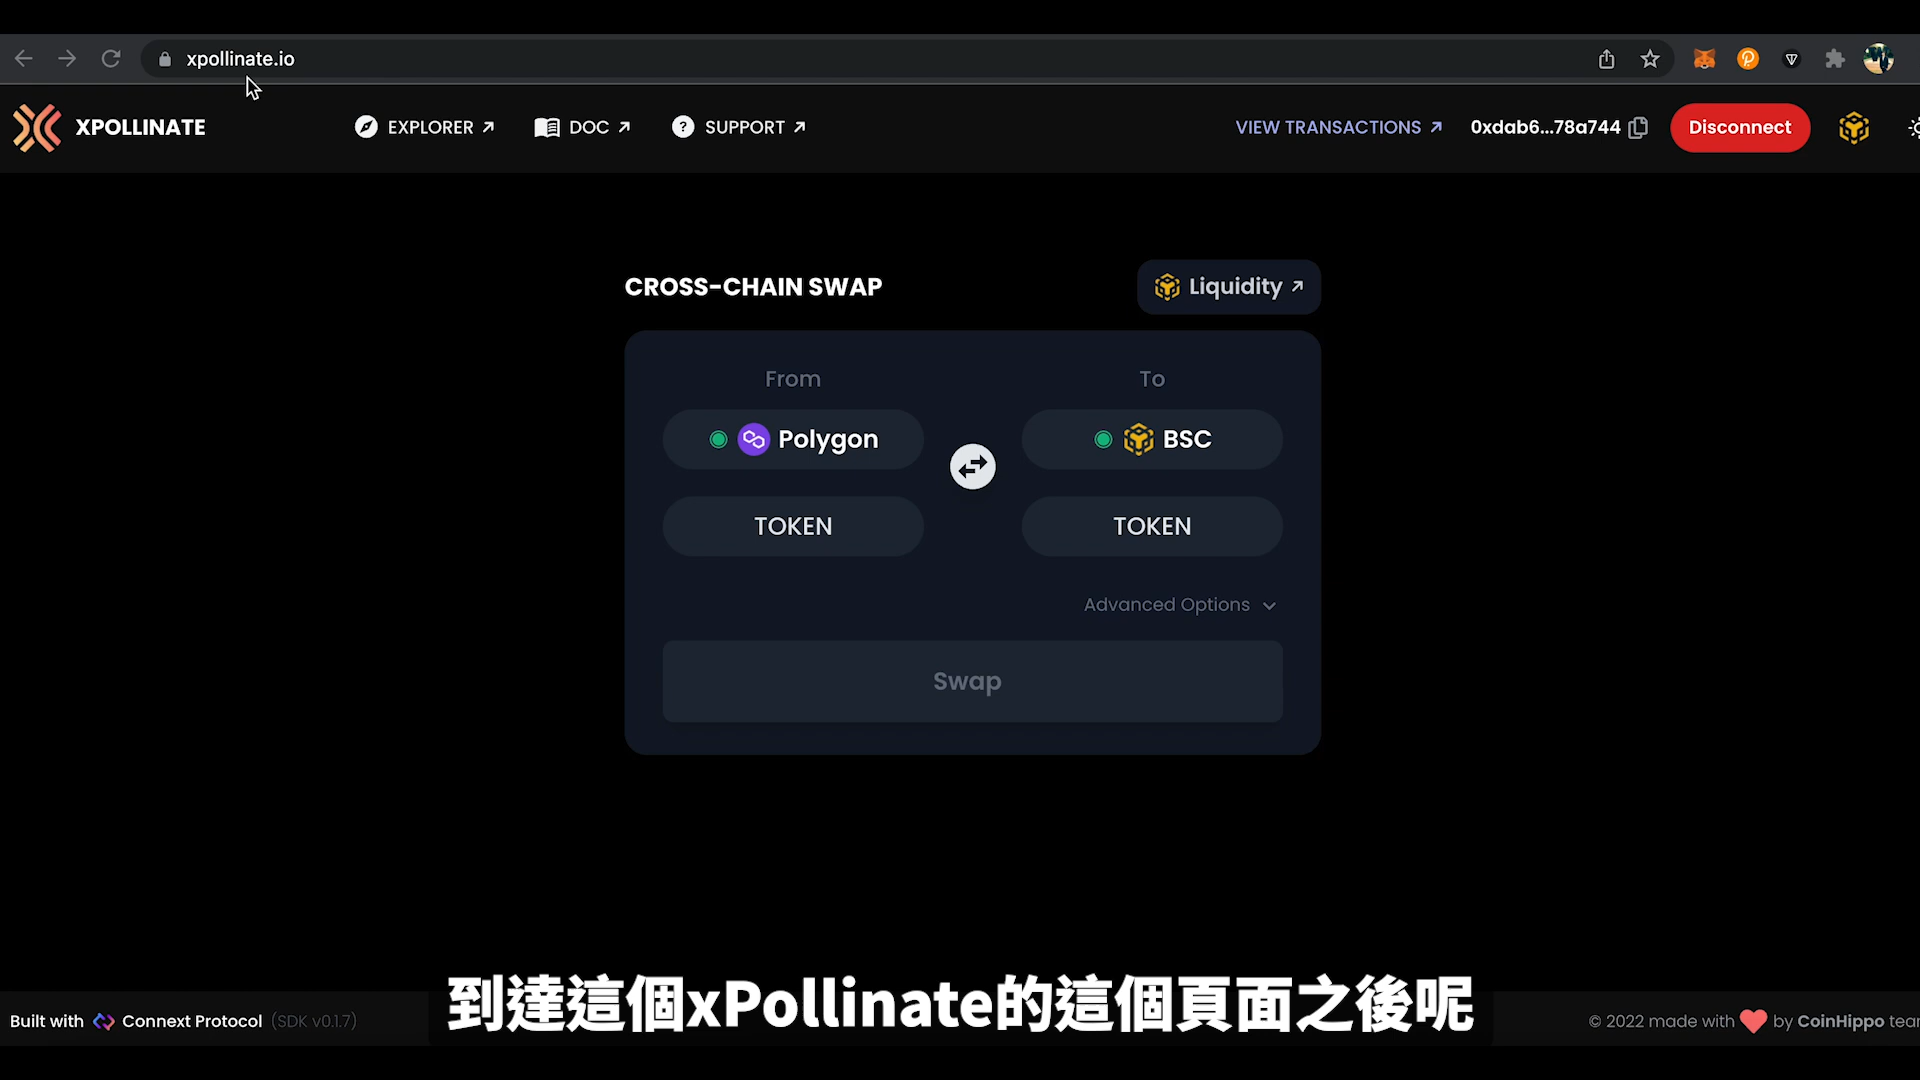 xpollinate.io
XPOLLINATE
EXPLORER
DOC
SUPPORT
VIEW TRANSACTIONS
0xdab6...78a744
Disconnect
CROSS-CHAIN SWAP
Liquidity
From
To
Polygon
BSC
TOKEN
TOKEN
Advanced Options
Swap
到達這個xPollinate的這個頁面之後呢
Built with Connext Protocol (SDK v0.1.7)
© 2022 made with by CoinHippo tear